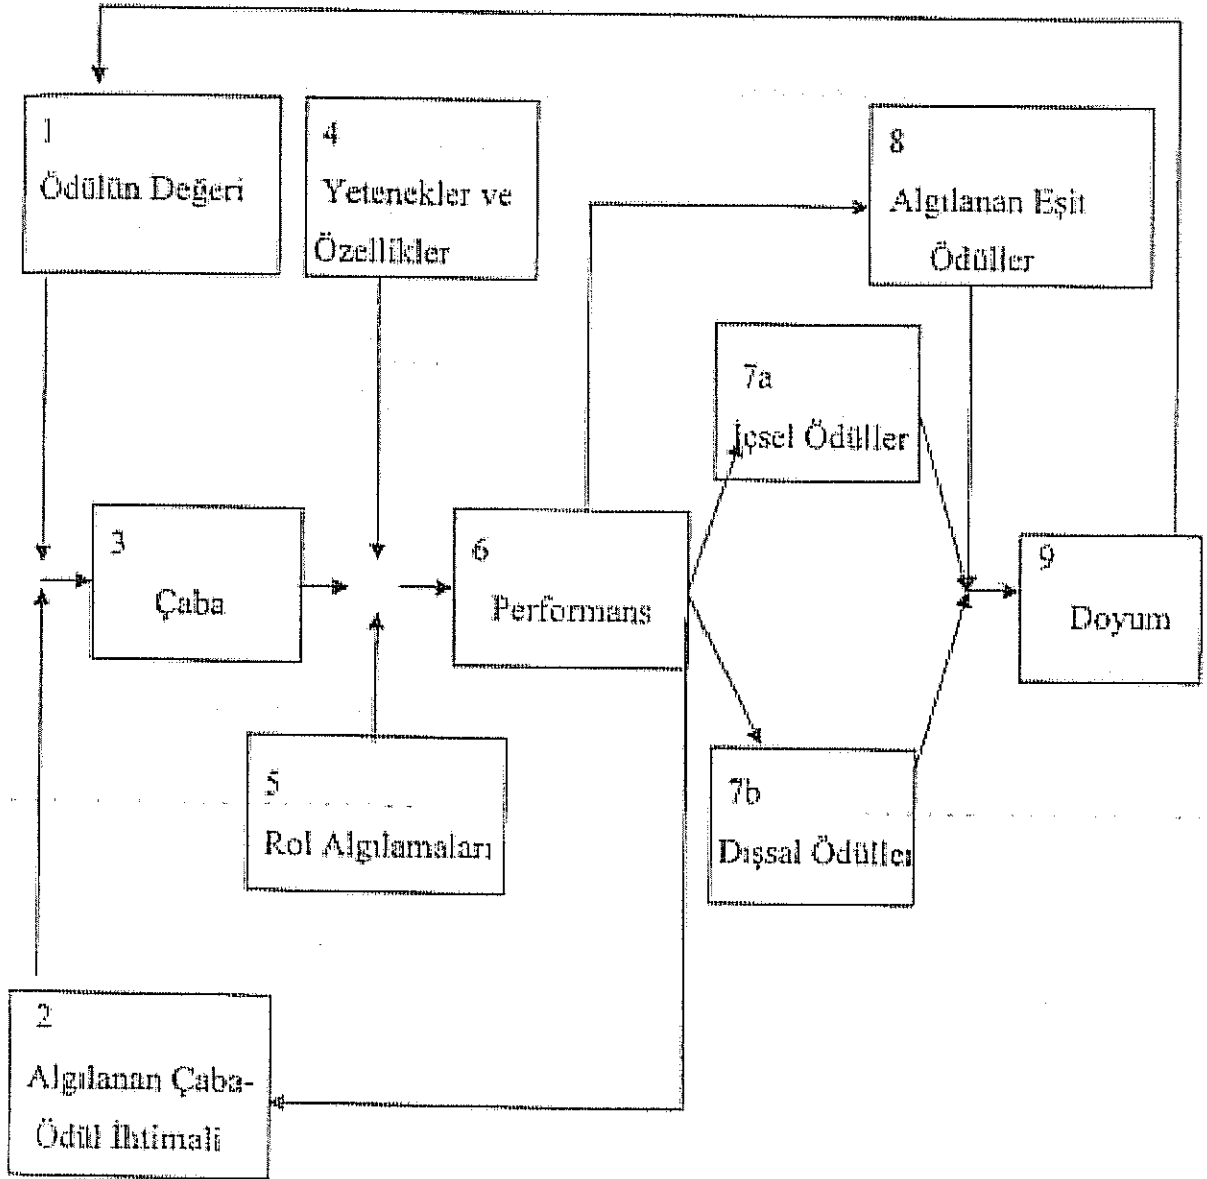 1
Ödülün Değeri
4
Yetenekler ve
Özellikler
8
Algılanan Eşit
Ödüller
7a
İçsel Ödüller
3
Çaba
6
Performans
9
Doyum
5
Rol Algılamaları
7b
Dışsal Ödüller
2
Algılanan Çaba-
Ödül İhtimali